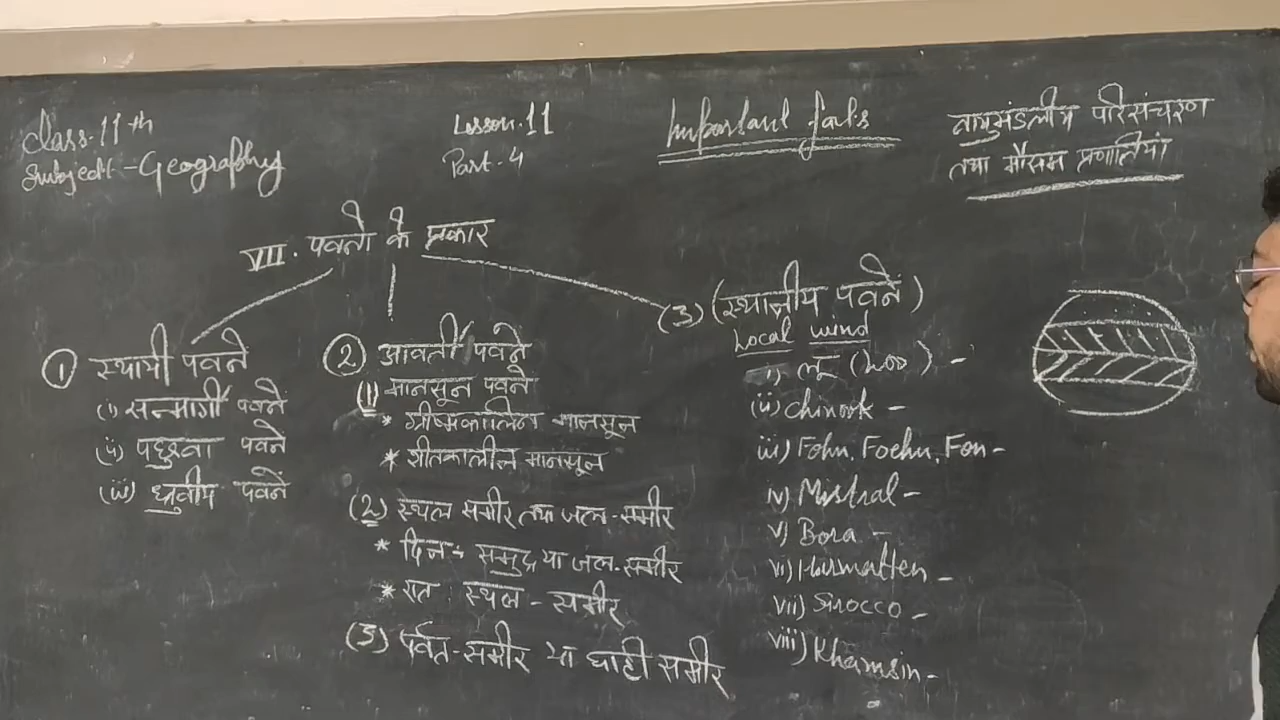 Class. 11th
Subject - Geography
Lesson. 11
Part. 4
Important fats
वायुमंडलीय परिसंचरण
तथा मौसम प्रणालियां
VII. पवनों के प्रकार
① स्थायी पवनें
(i) सन्मार्गी पवनें
(ii) पछुवा पवनें
(iii) ध्रुवीय पवनें
② आवर्ती पवनें
(1) मानसून पवनें
* ग्रीष्मकालिन मानसून
* शीतकालीन मानसून
(2) स्थल समीर तथा जल-समीर
* दिन - समुद्र या जल-समीर
* रात : स्थल - समीर
(3) पर्वत-समीर या घाटी समीर
(3) (स्थानीय पवनें)
Local wind
i) लू (Loo) -
(ii) Chinook -
iii) Fohn, Foehn, Fon -
iv) Mistral -
v) Bora -
vi) Harmatten -
vii) Sirocco -
viii) Khamsin -